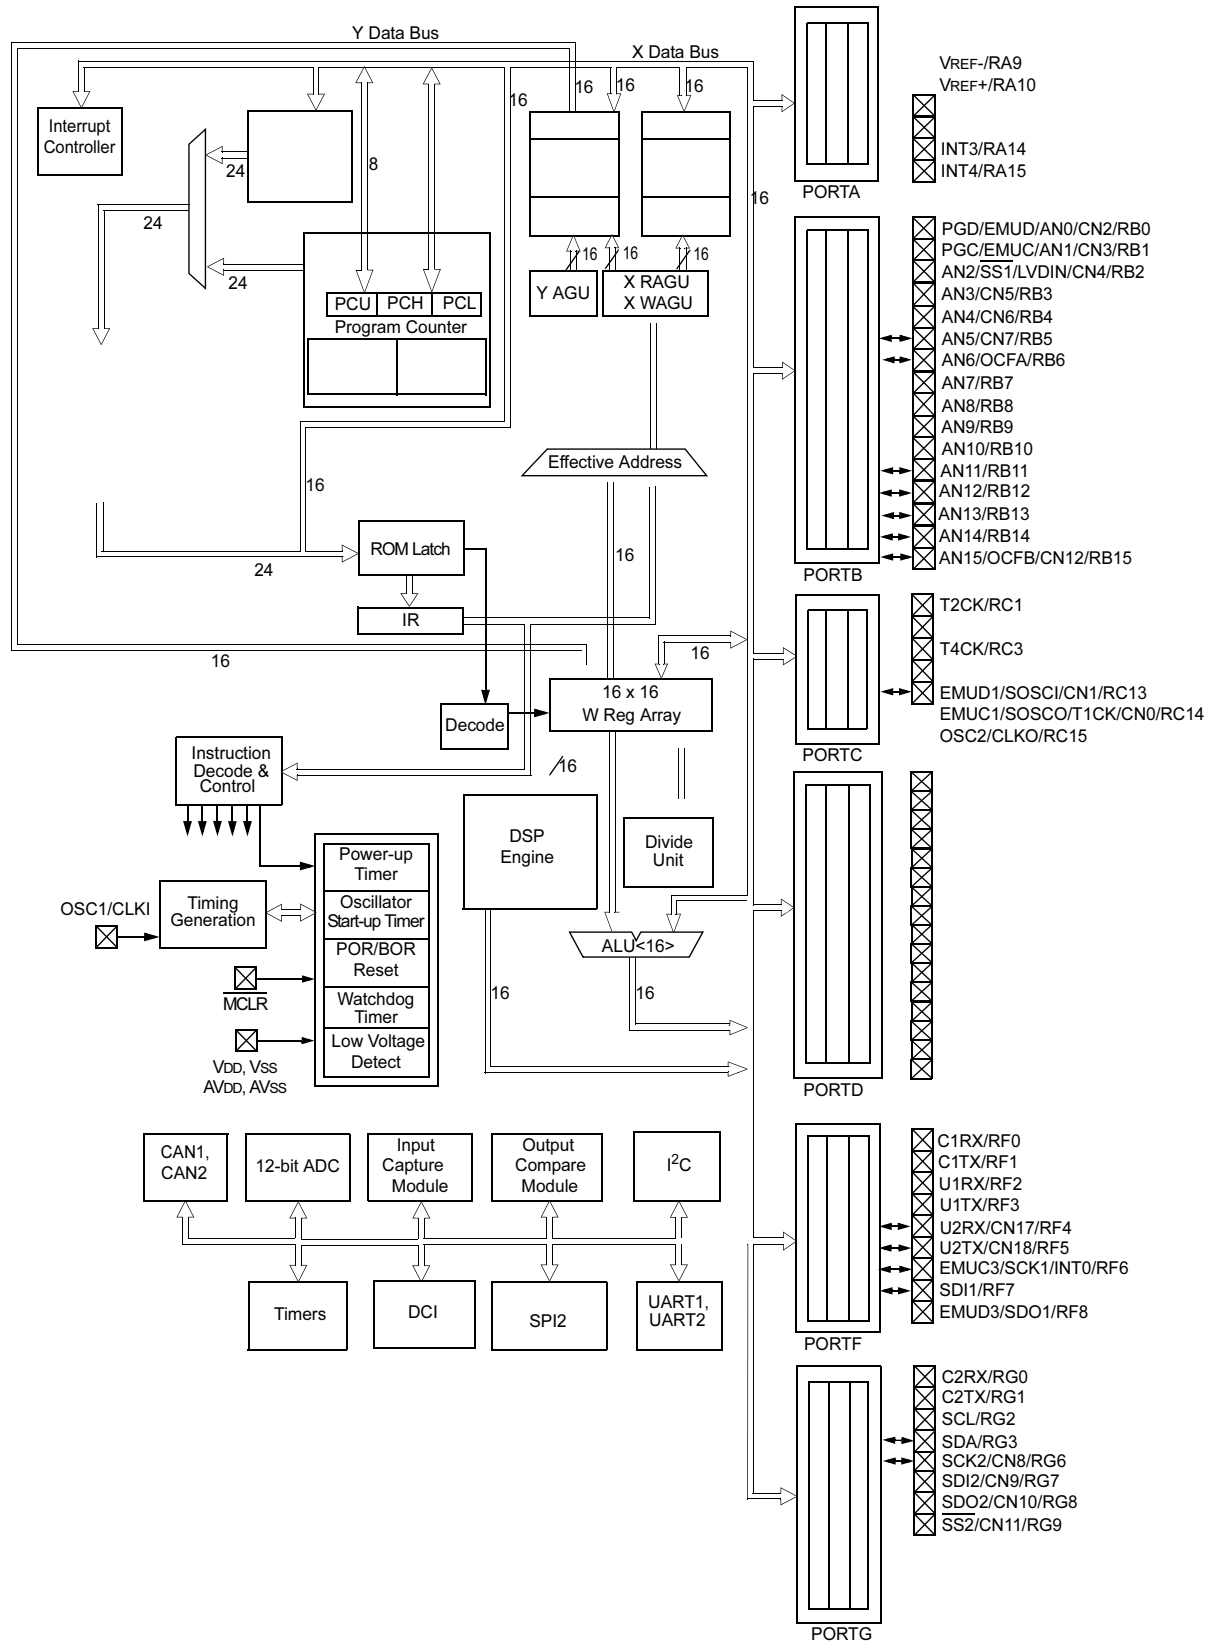 Y Data Bus
X Data Bus
16
16
16
16
Interrupt
Controller
24
24
24
8
16
16
16
16
PCU
PCH
PCL
Program Counter
Y AGU
X RAGU
X WAGU
Effective Address
16
16
24
ROM Latch
IR
16
16
16 x 16
W Reg Array
Decode
Instruction
Decode &
Control
16
DSP
Engine
Divide
Unit
Power-up
Timer
Oscillator
Start-up Timer
POR/BOR
Reset
Watchdog
Timer
Low Voltage
Detect
Timing
Generation
OSC1/CLKI
MCLR
VDD, VSS
AVDD, AVSS
ALU<16>
16
16
CAN1,
CAN2
12-bit ADC
Input
Capture
Module
Output
Compare
Module
I2C
Timers
DCI
SPI2
UART1,
UART2
VREF-/RA9
VREF+/RA10
INT3/RA14
INT4/RA15
PORTA
PGD/EMUD/AN0/CN2/RB0
PGC/EMUC/AN1/CN3/RB1
AN2/SS1/LVDIN/CN4/RB2
AN3/CN5/RB3
AN4/CN6/RB4
AN5/CN7/RB5
AN6/OCFA/RB6
AN7/RB7
AN8/RB8
AN9/RB9
AN10/RB10
AN11/RB11
AN12/RB12
AN13/RB13
AN14/RB14
AN15/OCFB/CN12/RB15
PORTB
T2CK/RC1
T4CK/RC3
EMUD1/SOSCI/CN1/RC13
EMUC1/SOSCO/T1CK/CN0/RC14
OSC2/CLKO/RC15
PORTC
PORTD
C1RX/RF0
C1TX/RF1
U1RX/RF2
U1TX/RF3
U2RX/CN17/RF4
U2TX/CN18/RF5
EMUC3/SCK1/INT0/RF6
SDI1/RF7
EMUD3/SDO1/RF8
PORTF
C2RX/RG0
C2TX/RG1
SCL/RG2
SDA/RG3
SCK2/CN8/RG6
SDI2/CN9/RG7
SDO2/CN10/RG8
SS2/CN11/RG9
PORTG